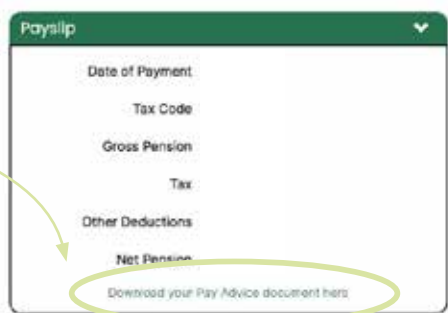 Payslip
Date of Payment
Tax Code
Gross Pension
Tax
Other Deductions
Net Pension
Download your Pay Advice document here